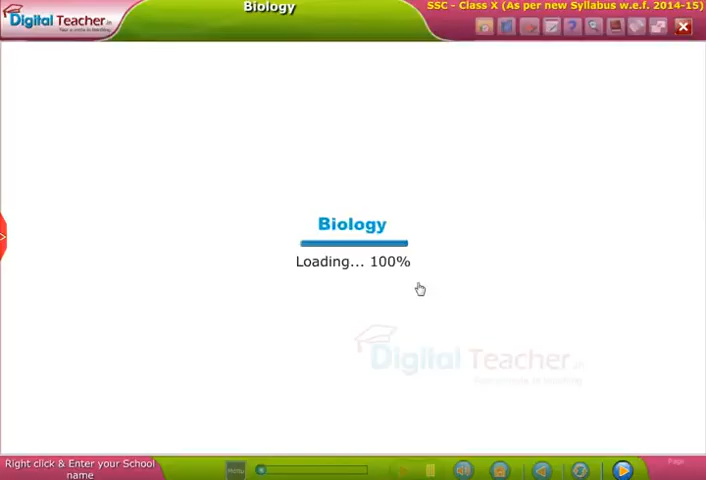 Biology
SSC - Class X (As per new Syllabus w.e.f. 2014-15)
Digital Teacher.in
Biology
Loading... 100%
Digital Teacher.in
Right click & Enter your School
name
Menu
Page